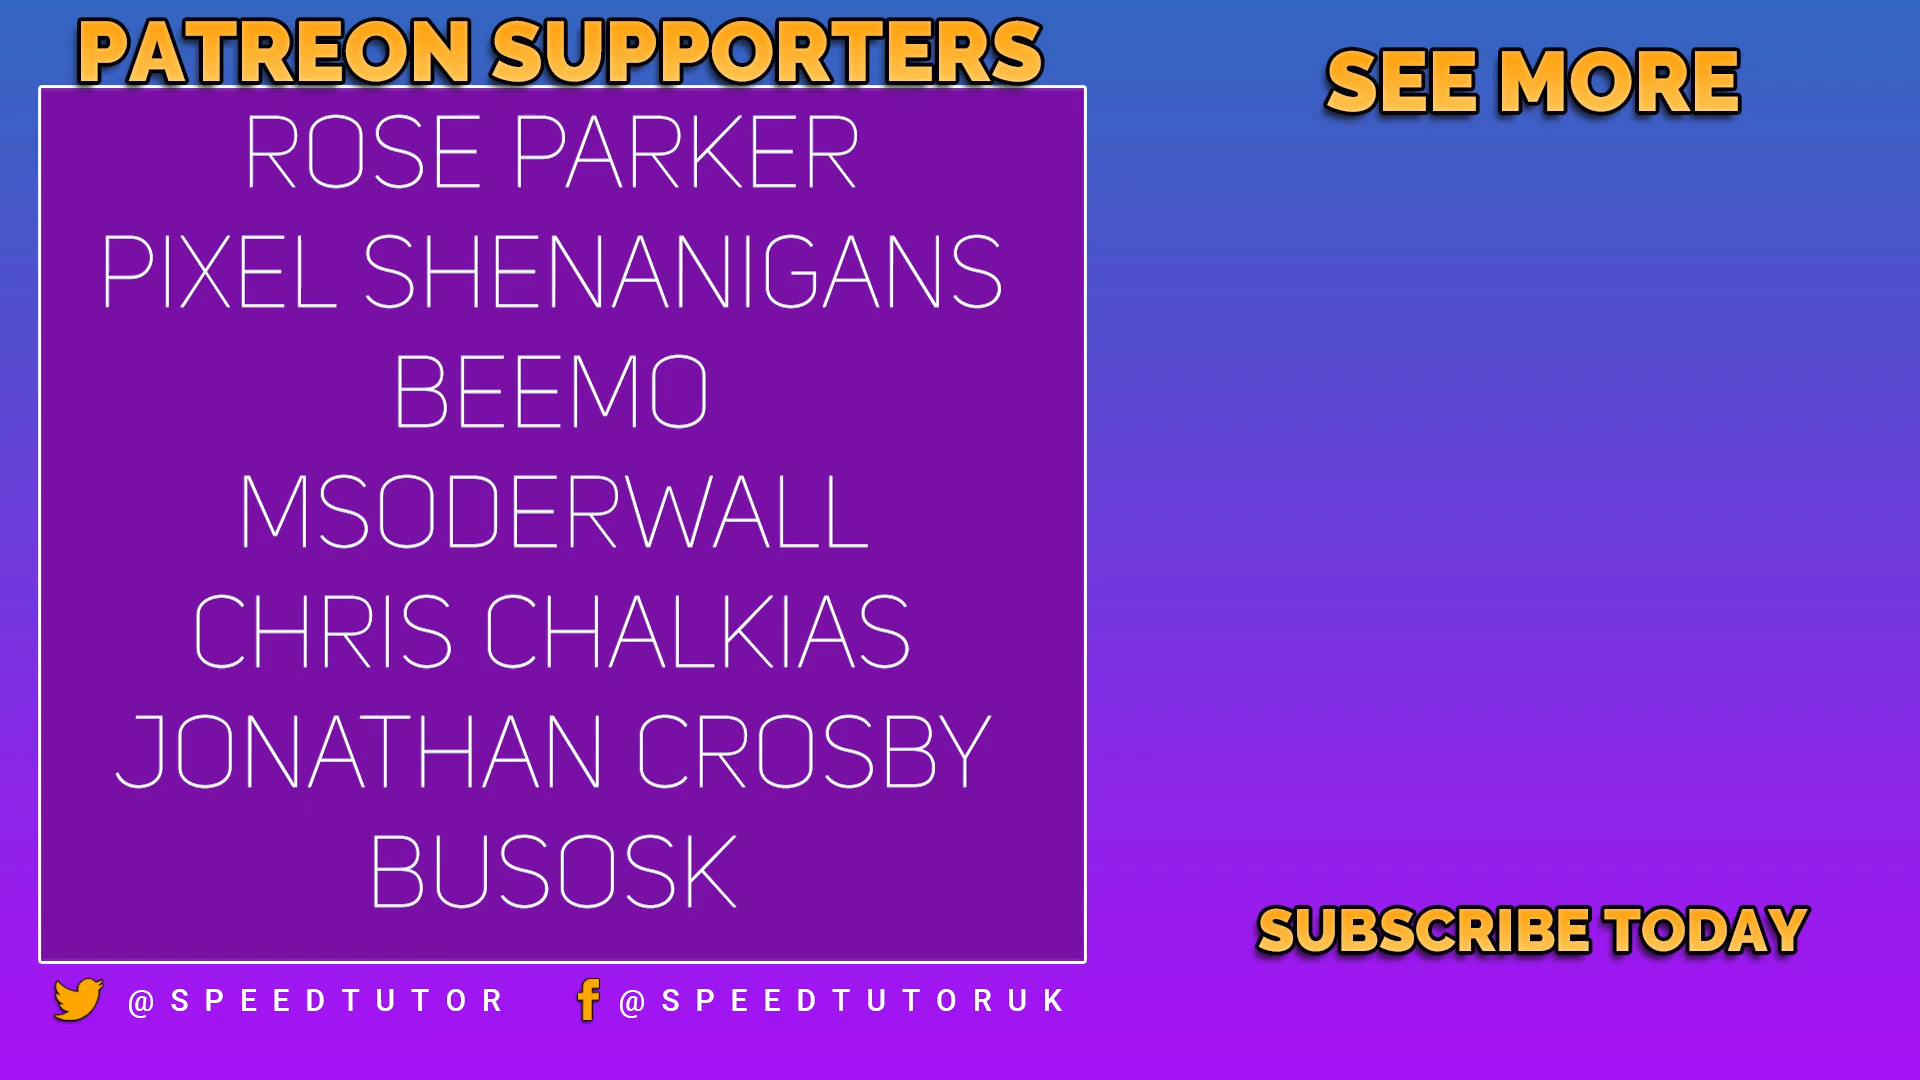 PATREON SUPPORTERS
ROSE PARKER
PIXEL SHENANIGANS
BEEMO
MSODERWALL
CHRIS CHALKIAS
JONATHAN CROSBY
BUSOSK
@SPEEDTUTOR
@SPEEDTUTORUK
SEE MORE
SUBSCRIBE TODAY